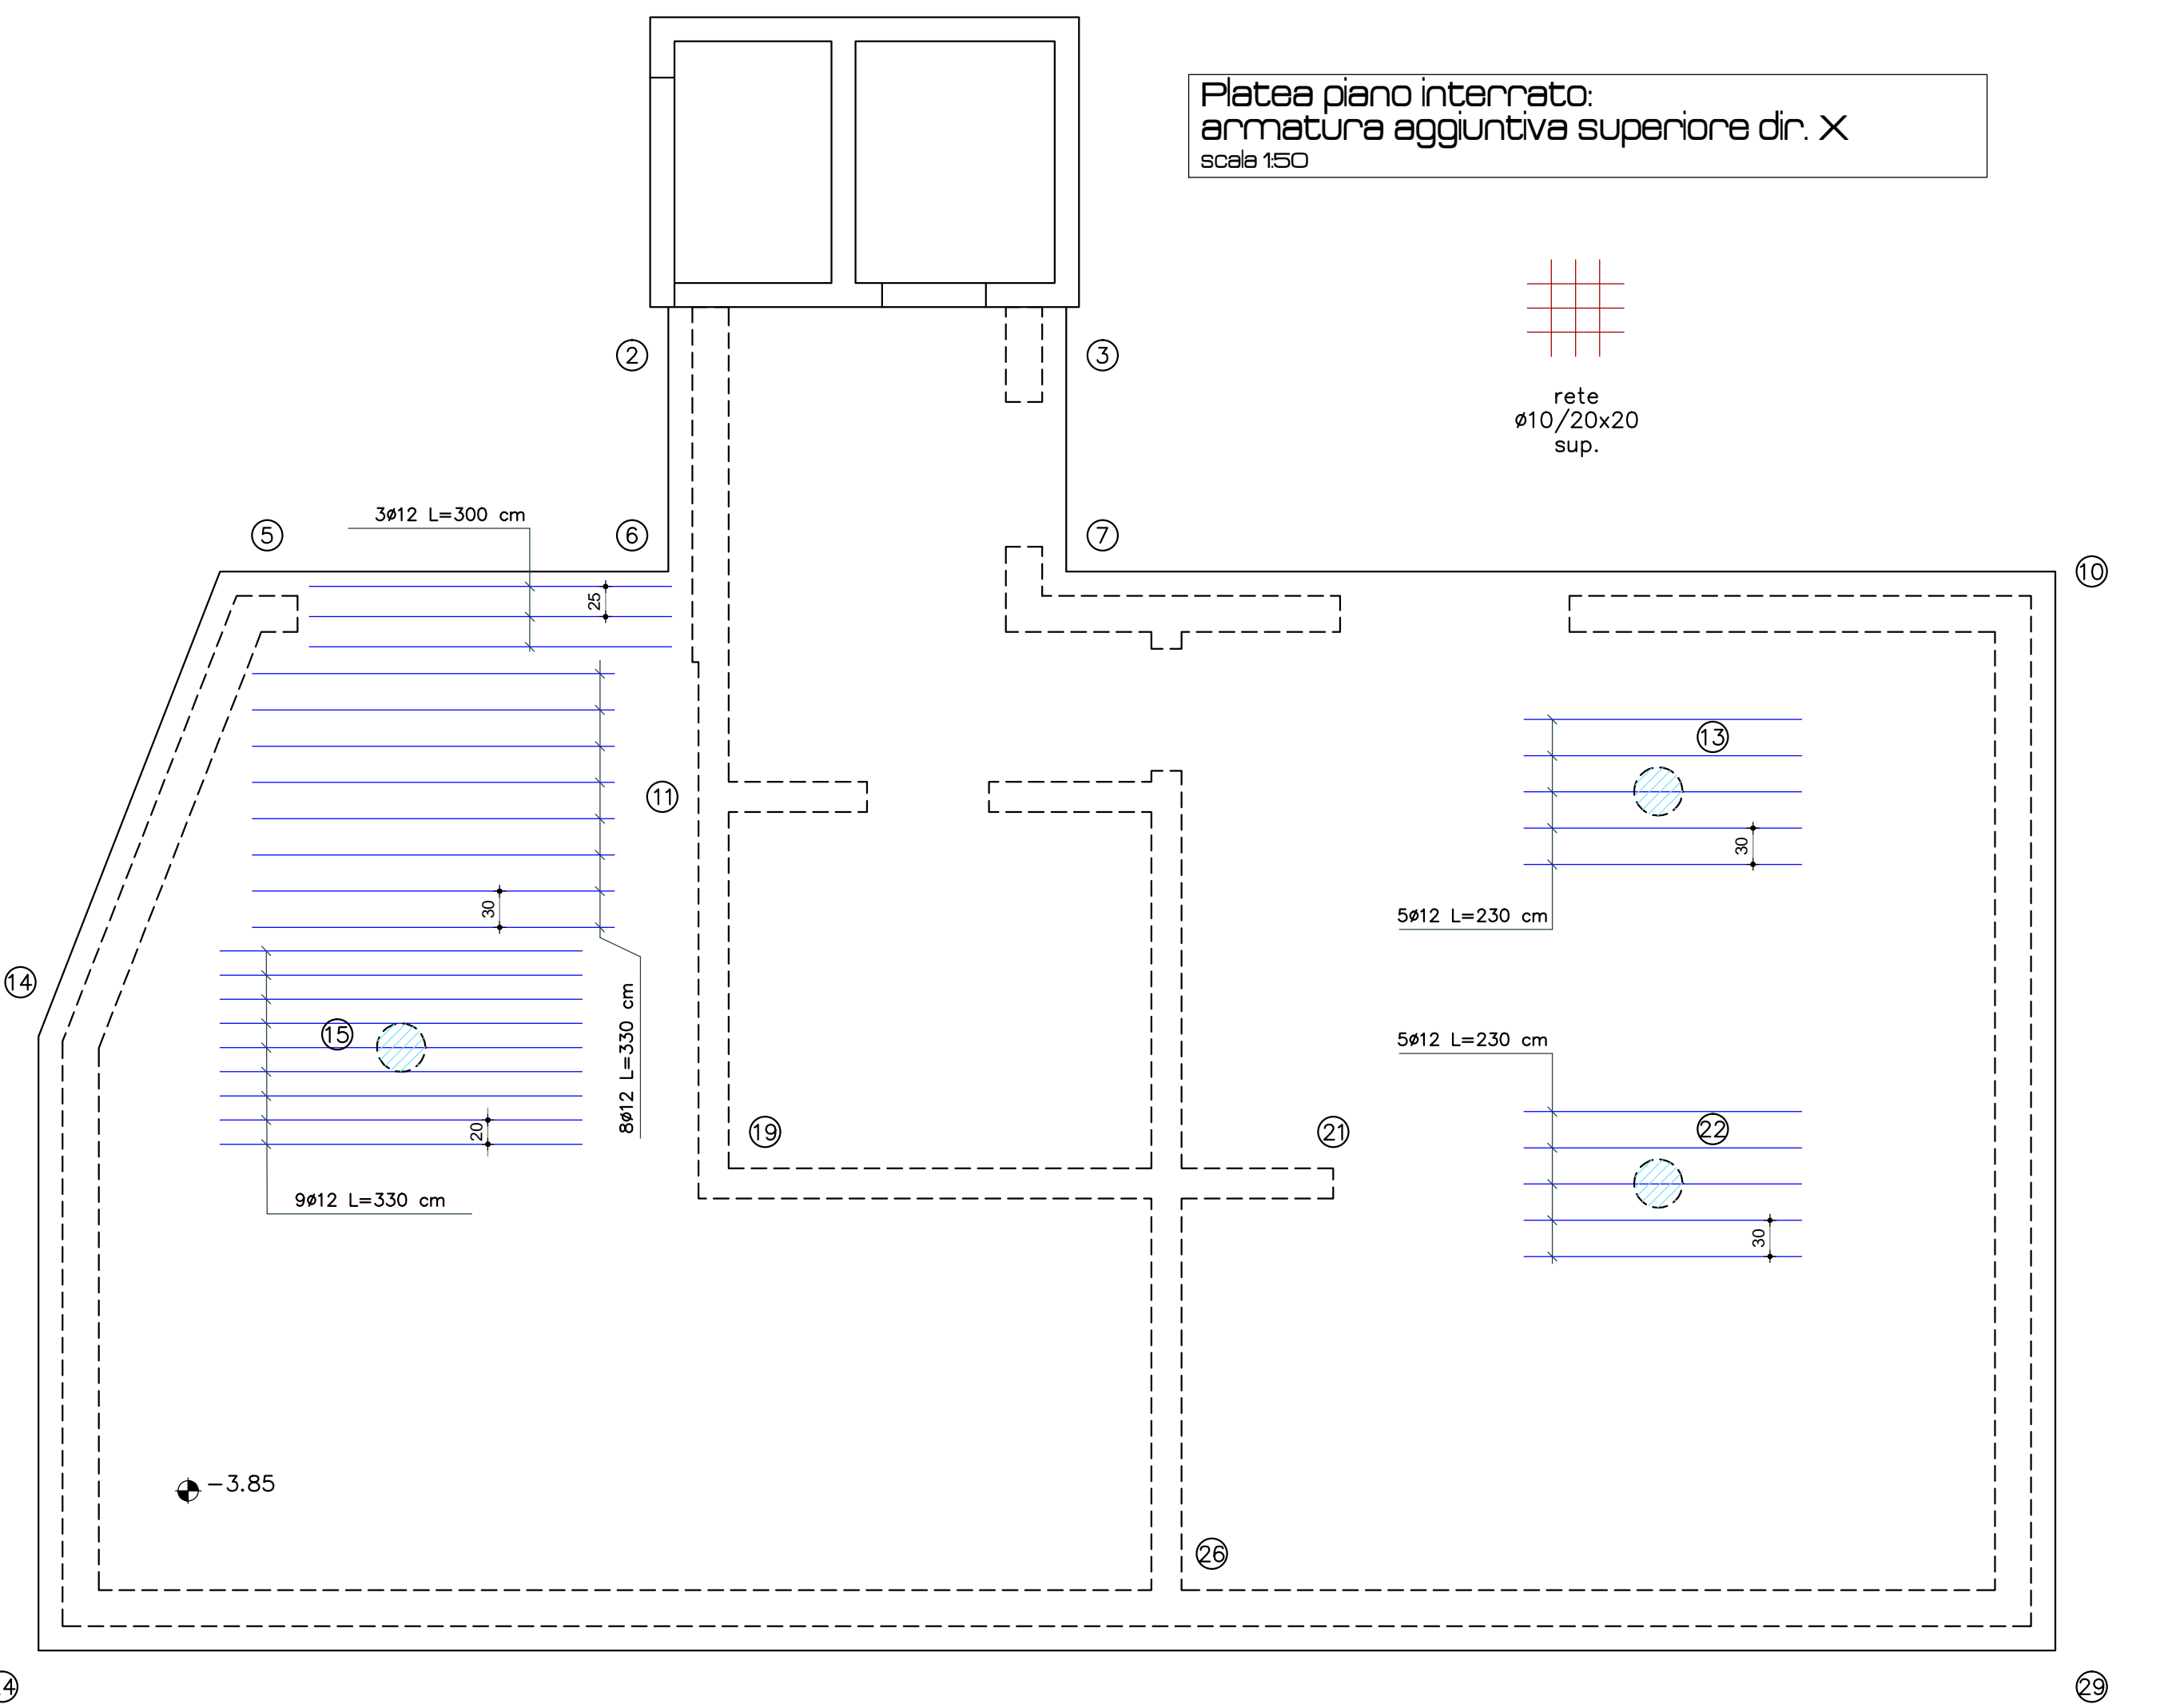 Platea piano interrato:
armatura aggiuntiva superiore dir. X
scala 1:50
rete
ø10/20x20
sup.
2
3
3ø12 L=300 cm
5
6
7
10
25
13
11
30
30
5ø12 L=230 cm
14
15
8ø12 L=330 cm
5ø12 L=230 cm
20
19
21
22
9ø12 L=330 cm
30
-3.85
26
4
29